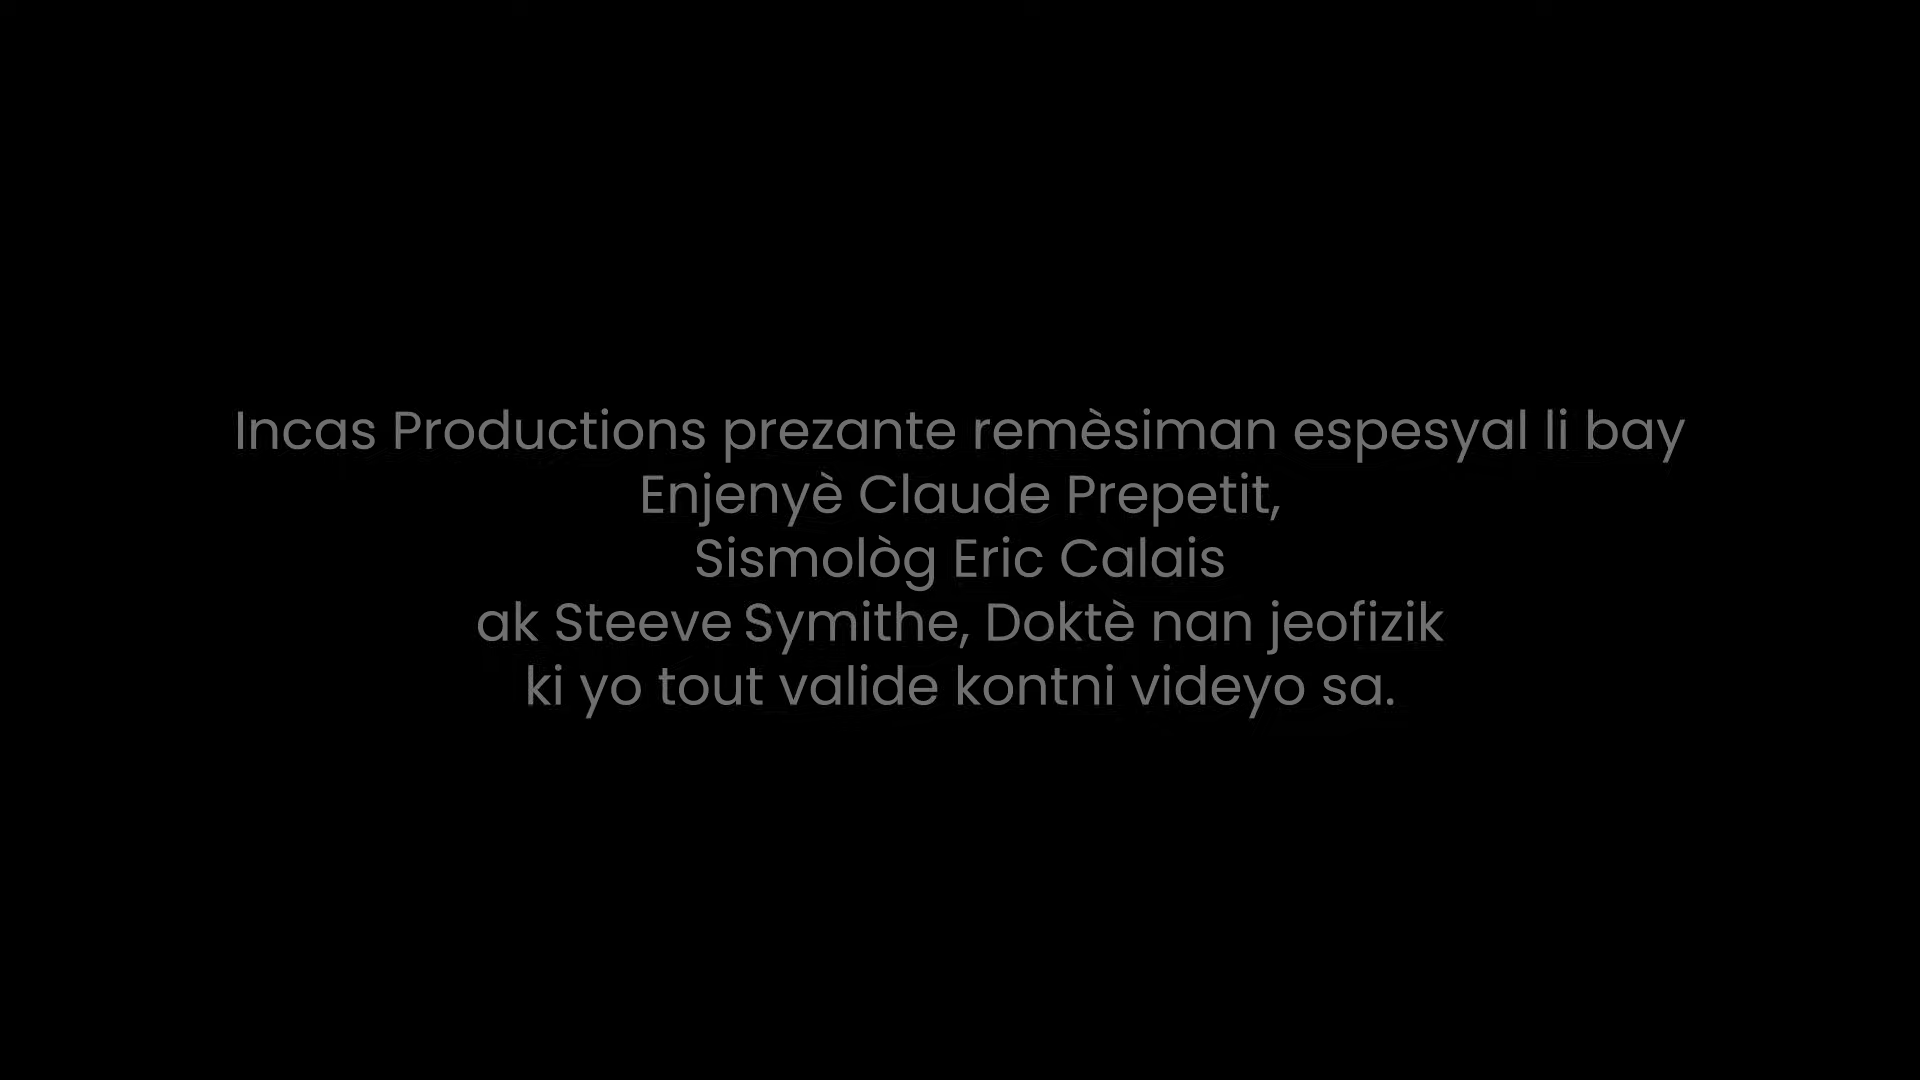 Incas Productions prezante remèsiman espesyal li bay
Enjenyè Claude Prepetit,
Sismològ Eric Calais
ak Steeve Symithe, Doktè nan jeofizik
ki yo tout valide kontni videyo sa.